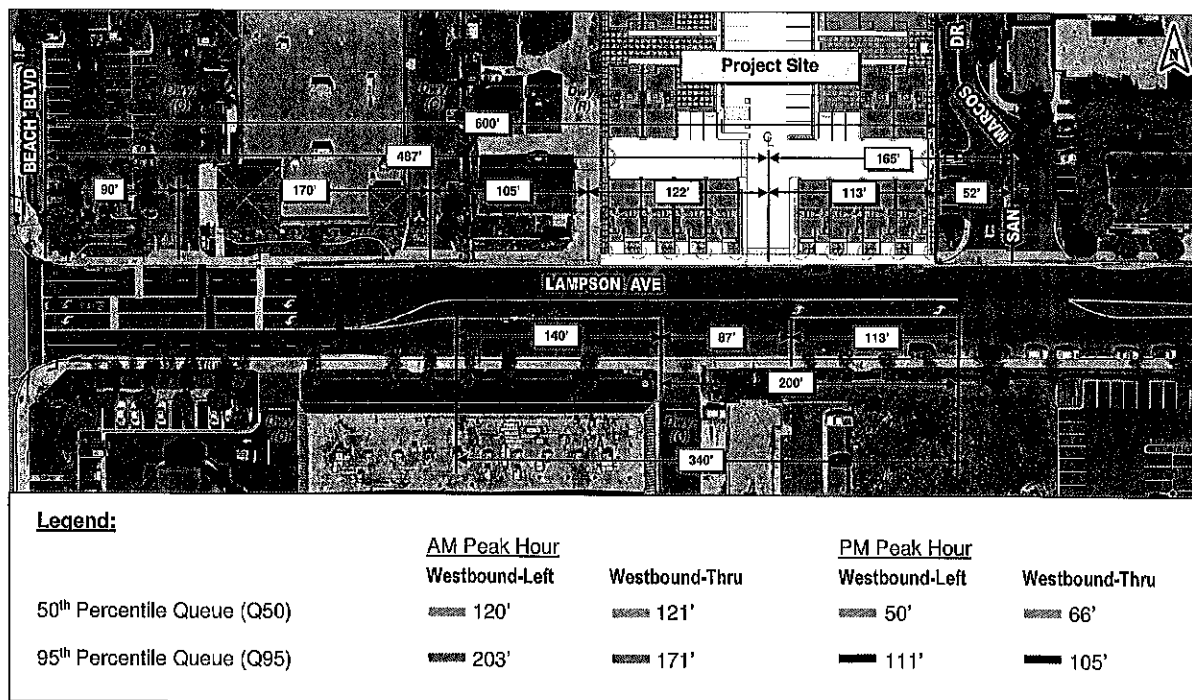 Project Site
N
BEACH BLVD
DR
MARCOS
SAN
600'
487'
165'
90'
170'
105'
122'
113'
52'
LAMPSON AVE
140'
87'
113'
200'
340'
Legend:
AM Peak Hour
PM Peak Hour
Westbound-Left Westbound-Thru Westbound-Left Westbound-Thru
50th Percentile Queue (Q50) 120' 121' 50' 66'
95th Percentile Queue (Q95) 203' 171' 111' 105'